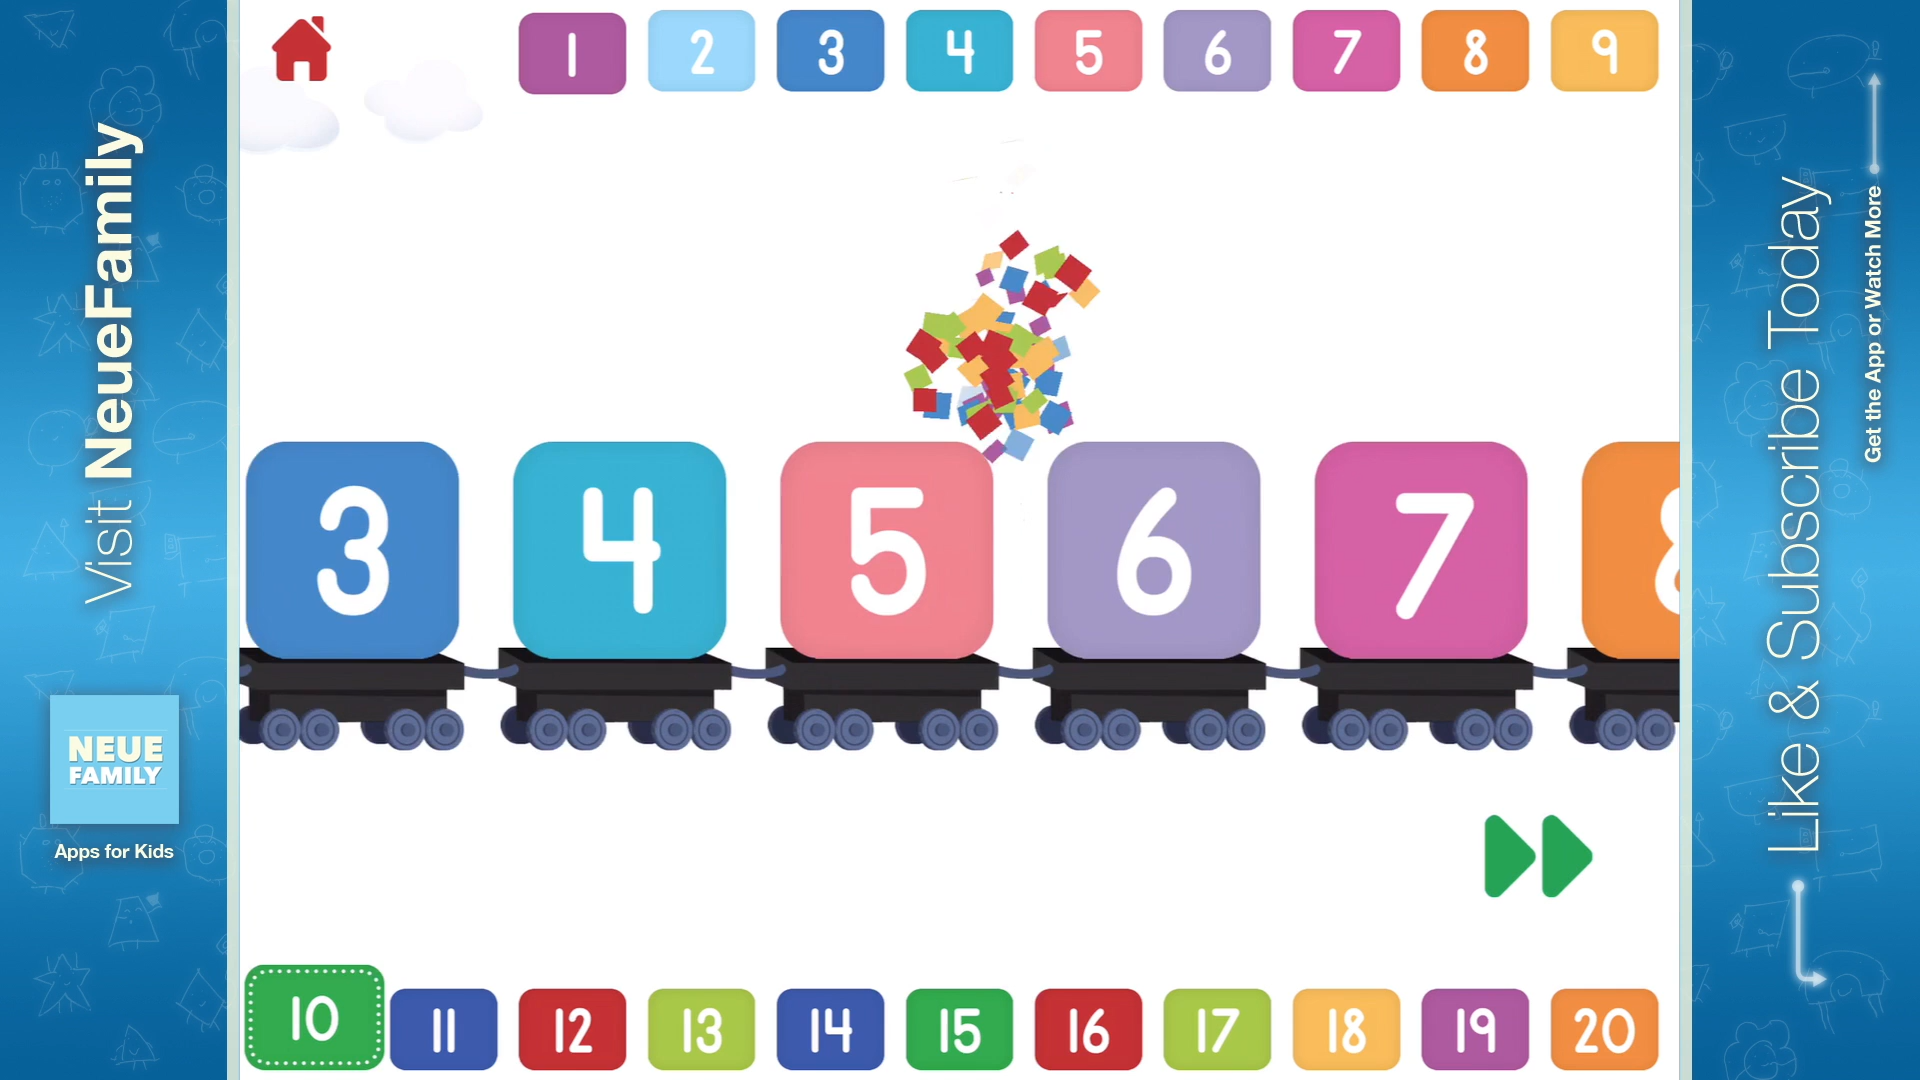 1 2 3 4 5 6 7 8 9
3 4 5 6 7 8
10 11 12 13 14 15 16 17 18 19 20
Visit NeueFamily
NEUE
FAMILY
Apps for Kids
Like & Subscribe Today
Get the App or Watch More